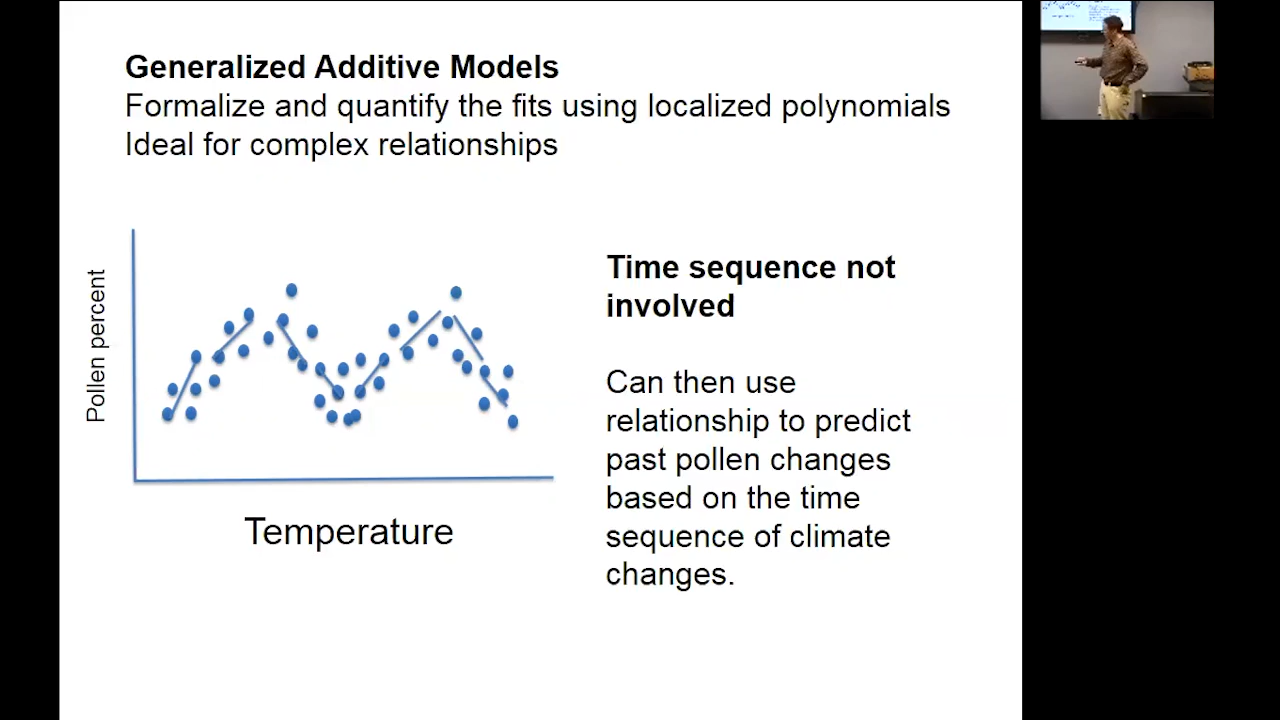 Generalized Additive Models
Formalize and quantify the fits using localized polynomials
Ideal for complex relationships
Pollen percent
Temperature
Time sequence not
involved
Can then use
relationship to predict
past pollen changes
based on the time
sequence of climate
changes.